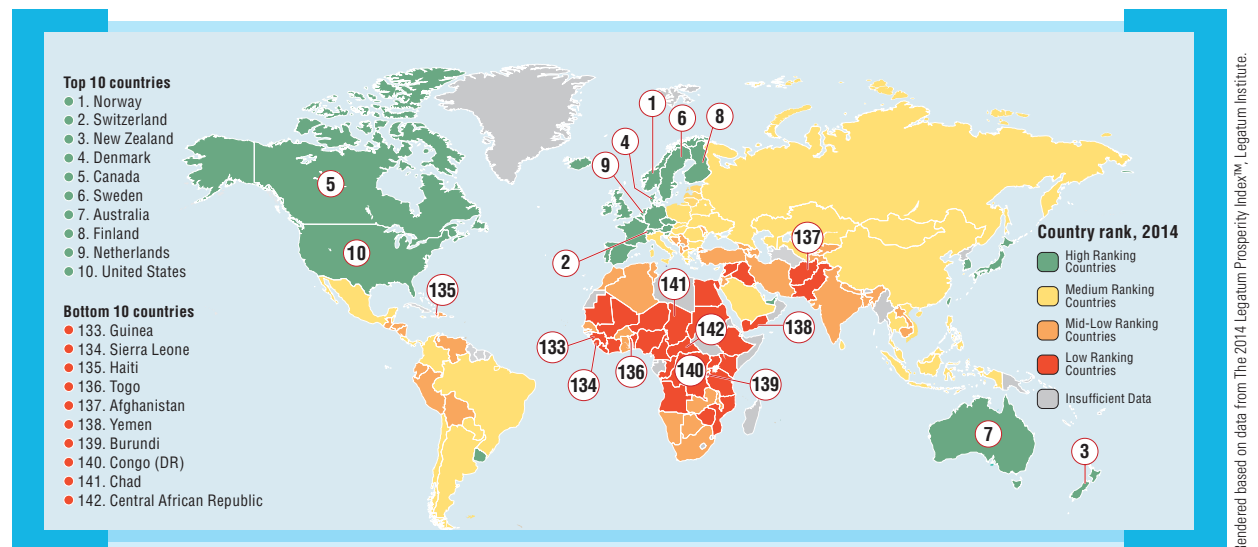 Top 10 countries
1. Norway
2. Switzerland
3. New Zealand
4. Denmark
5. Canada
6. Sweden
7. Australia
8. Finland
9. Netherlands
10. United States
Bottom 10 countries
133. Guinea
134. Sierra Leone
135. Haiti
136. Togo
137. Afghanistan
138. Yemen
139. Burundi
140. Congo (DR)
141. Chad
142. Central African Republic
1
6
8
4
9
5
10
2
135
141
137
142
138
133
134
136
140
139
7
3
Country rank, 2014
High Ranking
Countries
Medium Ranking
Countries
Mid-Low Ranking
Countries
Low Ranking
Countries
Insufficient Data
Rendered based on data from The 2014 Legatum Prosperity Index™ Legatum Institute.